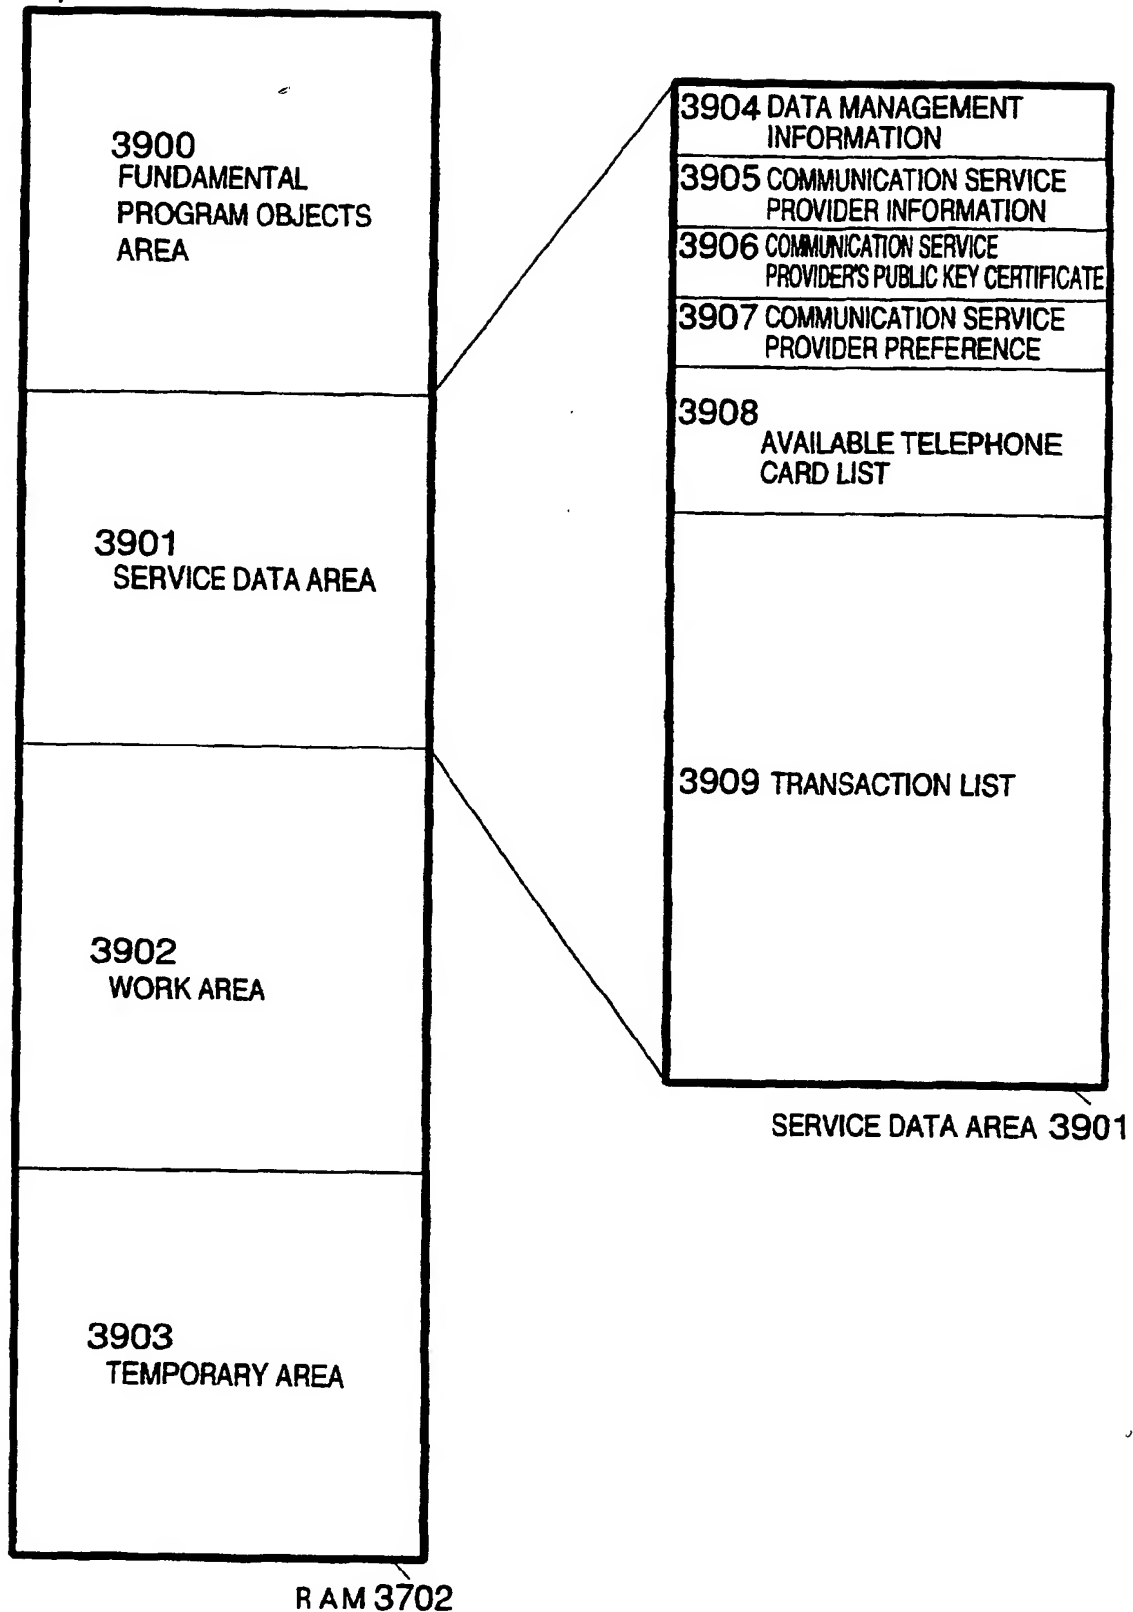 3900
FUNDAMENTAL
PROGRAM OBJECTS
AREA
3901
SERVICE DATA AREA
3902
WORK AREA
3903
TEMPORARY AREA
RAM 3702
3904 DATA MANAGEMENT
INFORMATION
3905 COMMUNICATION SERVICE
PROVIDER INFORMATION
3906 COMMUNICATION SERVICE
PROVIDER'S PUBLIC KEY CERTIFICATE
3907 COMMUNICATION SERVICE
PROVIDER PREFERENCE
3908
AVAILABLE TELEPHONE
CARD LIST
3909 TRANSACTION LIST
SERVICE DATA AREA 3901